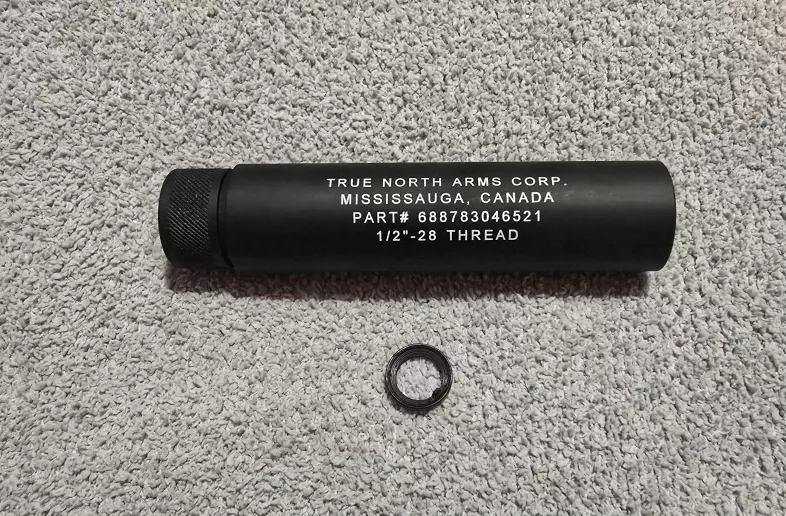 TRUE NORTH ARMS CORP.
MISSISSAUGA, CANADA
PART# 688783046521
1/2"-28 THREAD